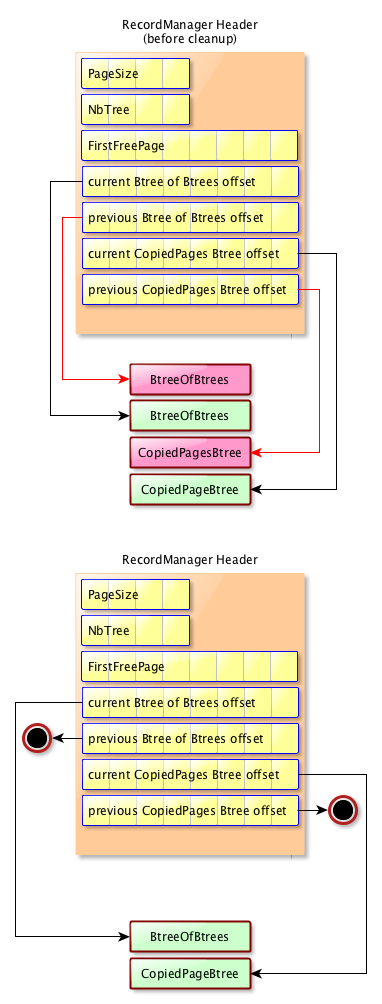 RecordManager Header
(before cleanup)
PageSize
NbTree
FirstFreePage
current Btree of Btrees offset
previous Btree of Btrees offset
current CopiedPages Btree offset
previous CopiedPages Btree offset
BtreeOfBtrees
BtreeOfBtrees
CopiedPagesBtree
CopiedPageBtree
RecordManager Header
PageSize
NbTree
FirstFreePage
current Btree of Btrees offset
previous Btree of Btrees offset
current CopiedPages Btree offset
previous CopiedPages Btree offset
BtreeOfBtrees
CopiedPageBtree